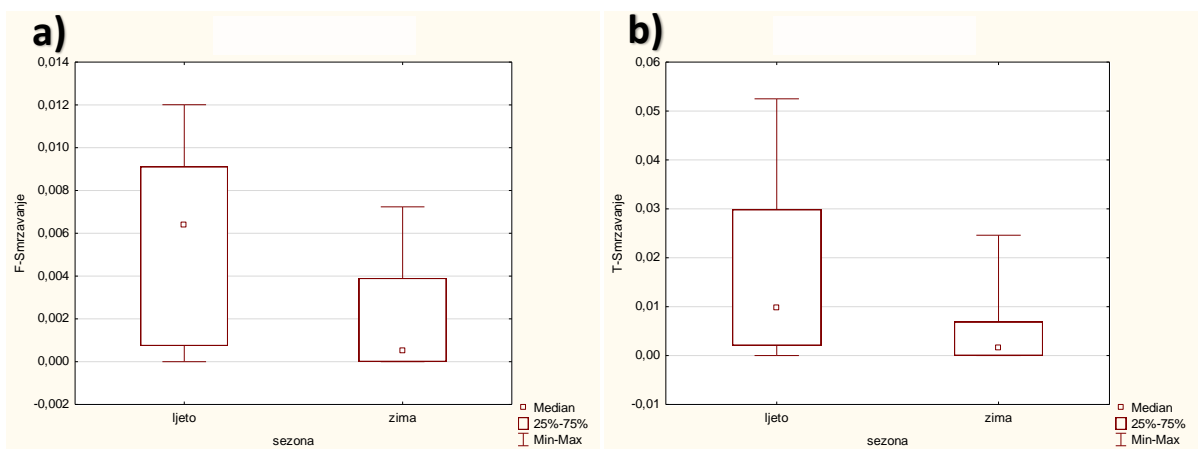 a)
0,014
0,012
0,010
0,008
0,006
0,004
0,002
0,000
-0,002
F-Smrzavanje
ljeto
zima
sezona
Median
25%-75%
Min-Max
b)
0,06
0,05
0,04
0,03
0,02
0,01
0,00
-0,01
T-Smrzavanje
ljeto
zima
sezona
Median
25%-75%
Min-Max